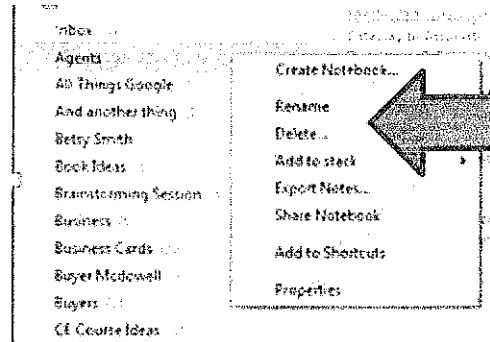 Inbox
Agents
All Things Google
And another thing
Betsy Smith
Book Ideas
Brainstorming Session
Business
Business Cards
Buyer Mcdowell
Buyers
CE Course Ideas
Create Notebook...
Rename
Delete...
Add to stack
Export Notes...
Share Notebook
Add to Shortcuts
Properties